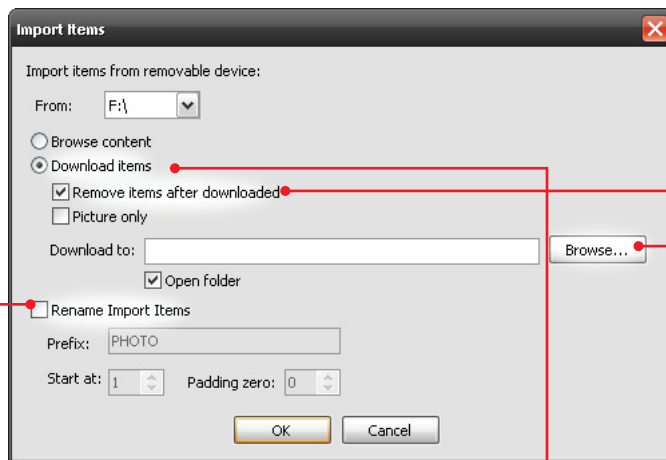 Import Items
Import items from removable device:
From: F:\
Browse content
Download items
Remove items after downloaded
Picture only
Download to: Browse...
Open folder
Rename Import Items
Prefix: PHOTO
Start at: 1 Padding zero: 0
OK Cancel